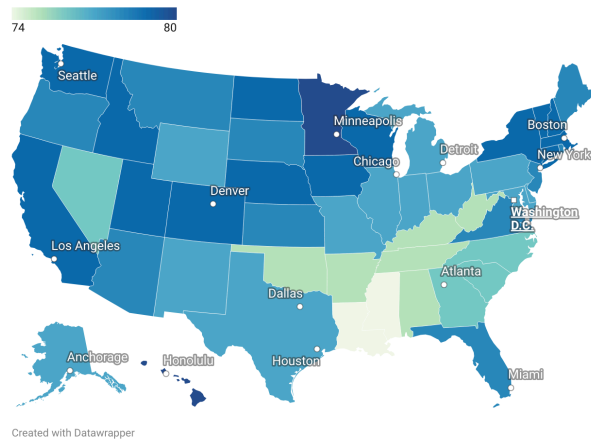 74 80
Seattle
Minneapolis
Boston
Detroit
New York
Chicago
Denver
Washington
D.C.
Los Angeles
Atlanta
Dallas
Anchorage
Honolulu
Houston
Miami
Created with Datawrapper